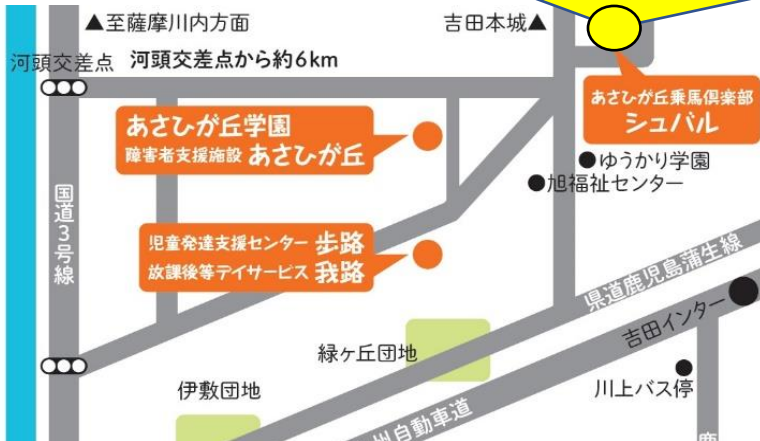 ▲至薩摩川内方面
吉田本城▲
河頭交差点
河頭交差点から約6km
あさひが丘乗馬倶楽部
シュバル
あさひが丘学園
障害者支援施設 あさひが丘
●ゆうかり学園
●旭福祉センター
国道3号線
児童発達支援センター 歩路
放課後等デイサービス 我路
県道鹿児島蒲生線
吉田インター
緑ヶ丘団地
川上バス停
伊敷団地
州自動車道